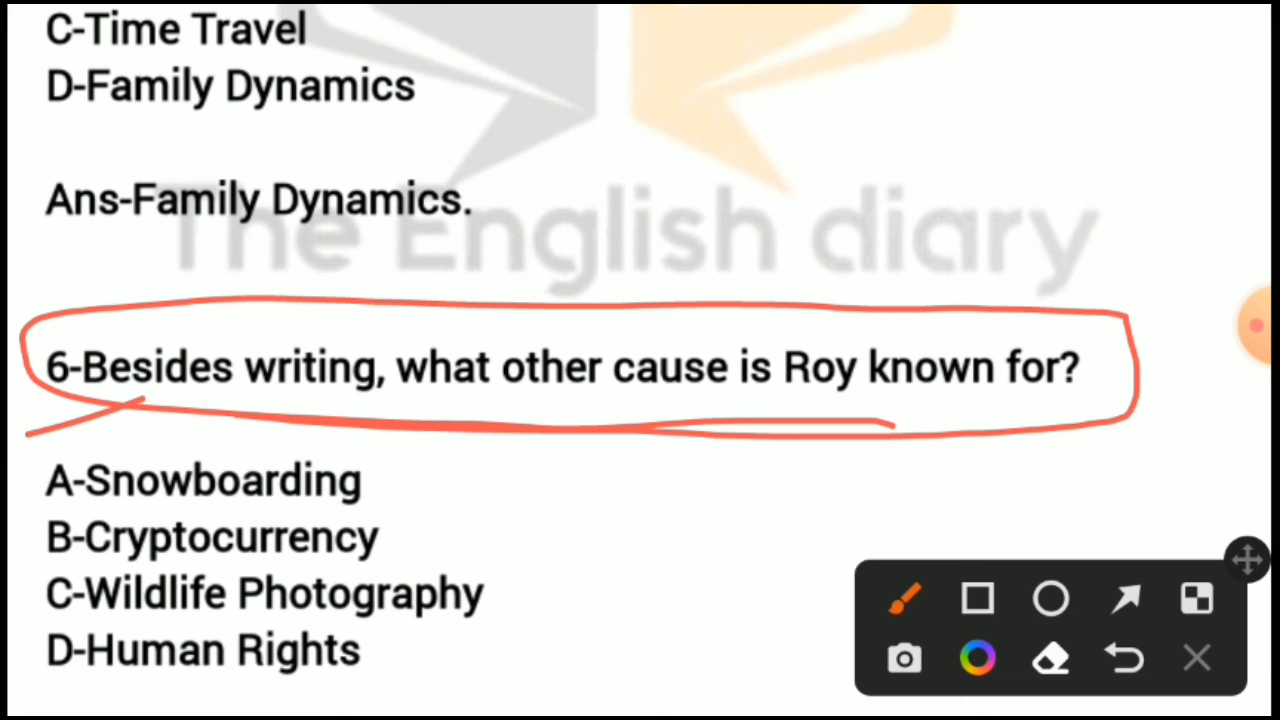 C-Time Travel
D-Family Dynamics
Ans-Family Dynamics.
The English diary
6-Besides writing, what other cause is Roy known for?
A-Snowboarding
B-Cryptocurrency
C-Wildlife Photography
D-Human Rights